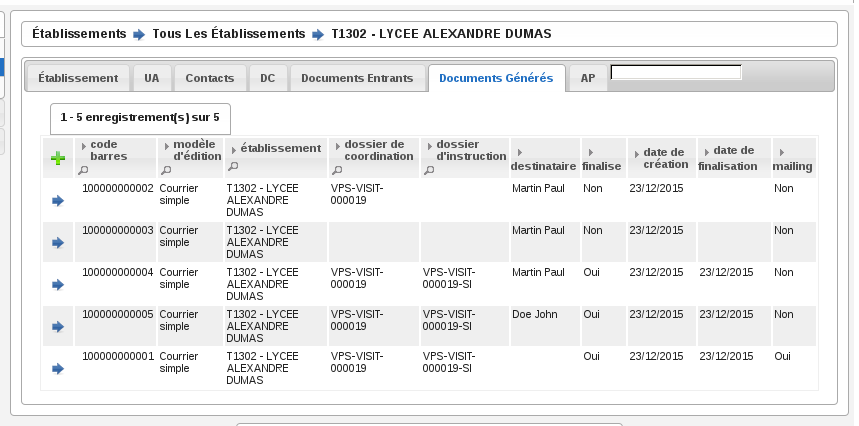 Établissements Tous Les Établissements T1302 - LYCEE ALEXANDRE DUMAS
Établissement UA Contacts DC Documents Entrants Documents Générés AP
1 - 5 enregistrement(s) sur 5
code barres modèle d'édition établissement dossier de coordination dossier d'instruction destinataire finalise date de création date de finalisation mailing
100000000002 Courrier simple T1302 - LYCEE ALEXANDRE DUMAS VPS-VISIT-000019 Martin Paul Non 23/12/2015 Non
100000000003 Courrier simple T1302 - LYCEE ALEXANDRE DUMAS Martin Paul Non 23/12/2015 Non
100000000004 Courrier simple T1302 - LYCEE ALEXANDRE DUMAS VPS-VISIT-000019 VPS-VISIT-000019-SI Martin Paul Oui 23/12/2015 23/12/2015 Non
100000000005 Courrier simple T1302 - LYCEE ALEXANDRE DUMAS VPS-VISIT-000019 VPS-VISIT-000019-SI Doe John Oui 23/12/2015 23/12/2015 Non
100000000001 Courrier simple T1302 - LYCEE ALEXANDRE DUMAS VPS-VISIT-000019 VPS-VISIT-000019-SI Oui 23/12/2015 23/12/2015 Oui